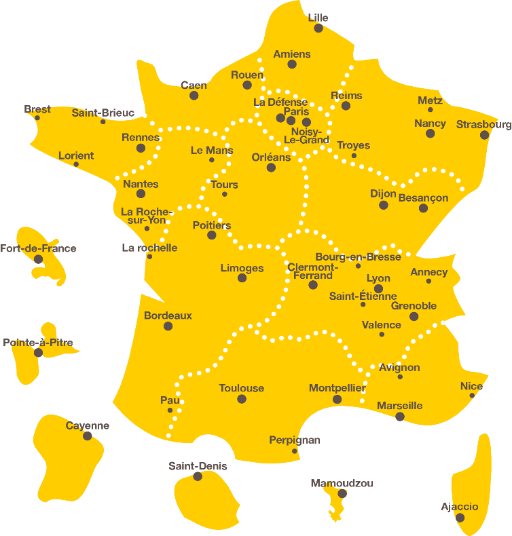 Lille
Amiens
Rouen
Caen
Reims
La Défense
Paris
Noisy-
Le-Grand
Metz
Nancy
Strasbourg
Brest
Saint-Brieuc
Rennes
Lorient
Le Mans
Orléans
Troyes
Nantes
Tours
Dijon
Besançon
La Roche-
sur-Yon
Poitiers
La rochelle
Fort-de-France
Limoges
Clermont-
Ferrand
Bourg-en-Bresse
Lyon
Annecy
Saint-Étienne
Grenoble
Bordeaux
Valence
Pointe-à-Pitre
Avignon
Pau
Toulouse
Montpellier
Nice
Marseille
Cayenne
Perpignan
Saint-Denis
Mamoudzou
Ajaccio